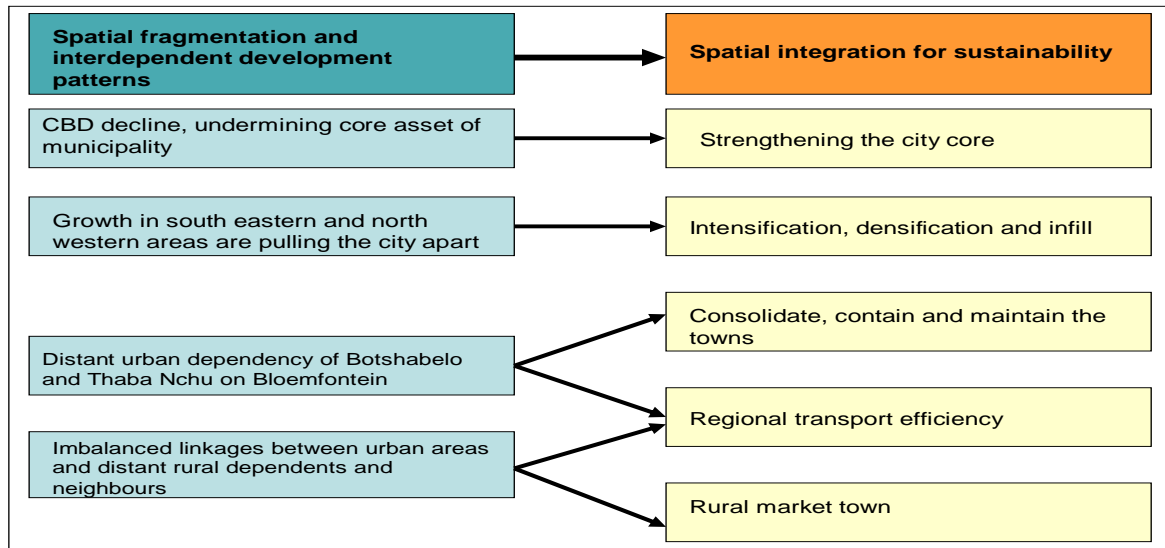 Spatial fragmentation and
interdependent development
patterns
Spatial integration for sustainability
CBD decline, undermining core asset of
municipality
Strengthening the city core
Growth in south eastern and north
western areas are pulling the city apart
Intensification, densification and infill
Distant urban dependency of Botshabelo
and Thaba Nchu on Bloemfontein
Consolidate, contain and maintain the
towns
Regional transport efficiency
Imbalanced linkages between urban areas
and distant rural dependents and
neighbours
Rural market town